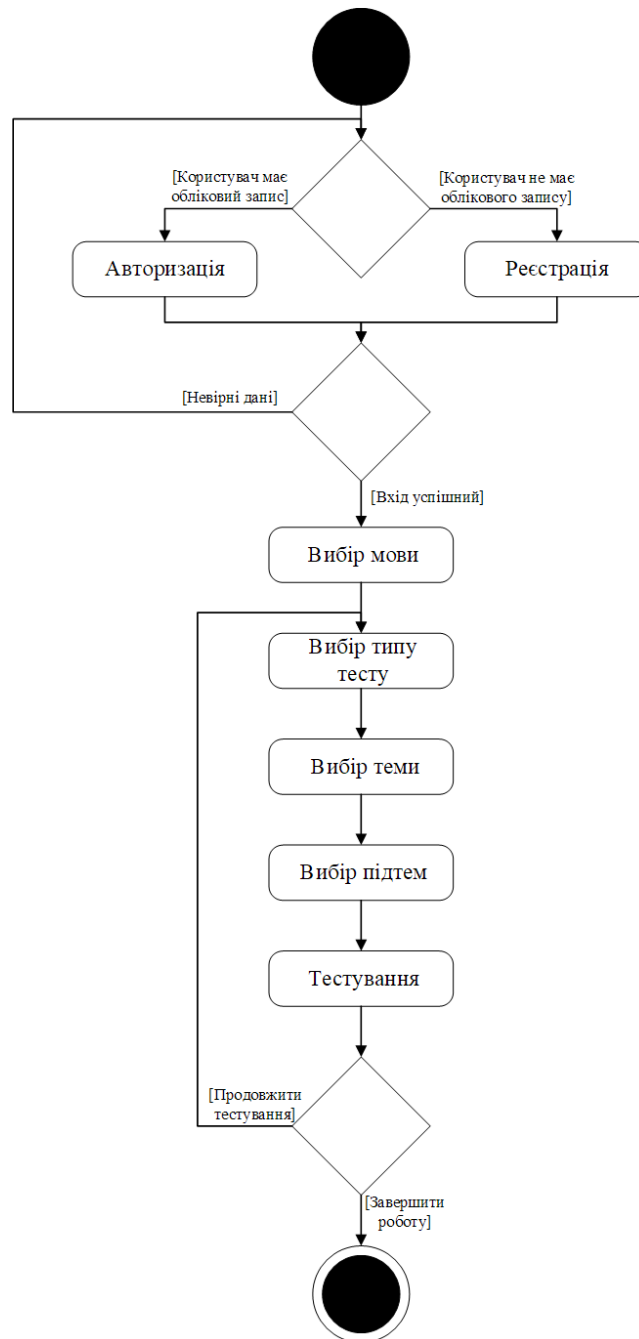 [Користувач має
обліковий запис]
[Користувач не має
облікового запису]
Авторизація
Реєстрація
[Невірні дані]
[Вхід успішний]
Вибір мови
Вибір типу
тесту
Вибір теми
Вибір підтем
Тестування
[Продовжити
тестування]
[Завершити
роботу]